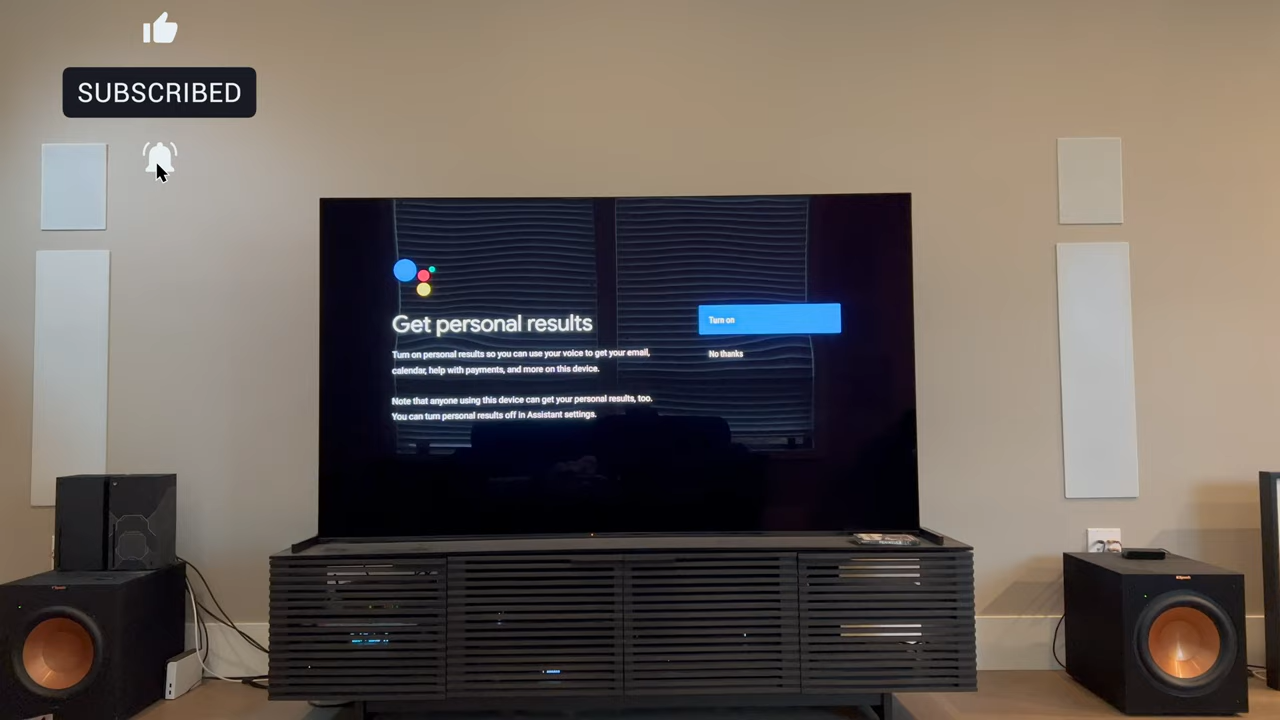 SUBSCRIBED
Get personal results
Turn on personal results so you can use your voice to get your email,
calendar, help with payments, and more on this device.
Note that anyone using this device can get your personal results, too.
You can turn personal results off in Assistant settings.
Turn on
No thanks
Klipsch